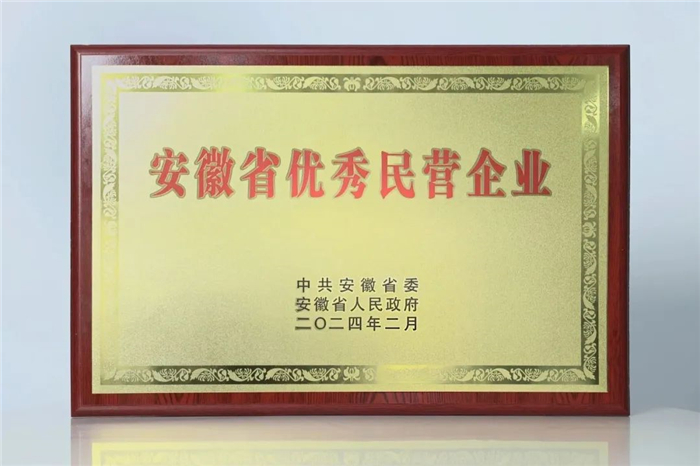 安徽省优秀民营企业
中共安徽省委
安徽省人民政府
二〇二四年二月